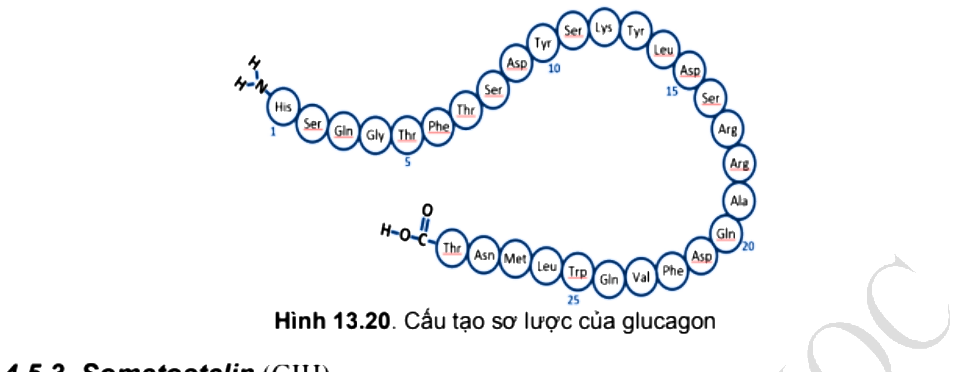 H
H-N
His Ser Gln Gly Thr Phe Thr Ser Asp Tyr Ser Lys Tyr Leu Asp Ser Arg Arg Ala Gln Asp Phe Val Gln Trp Leu Met Asn Thr
1 5 10 15 20 25
O
H-O-C
Hình 13.20. Cấu tạo sơ lược của glucagon
OC